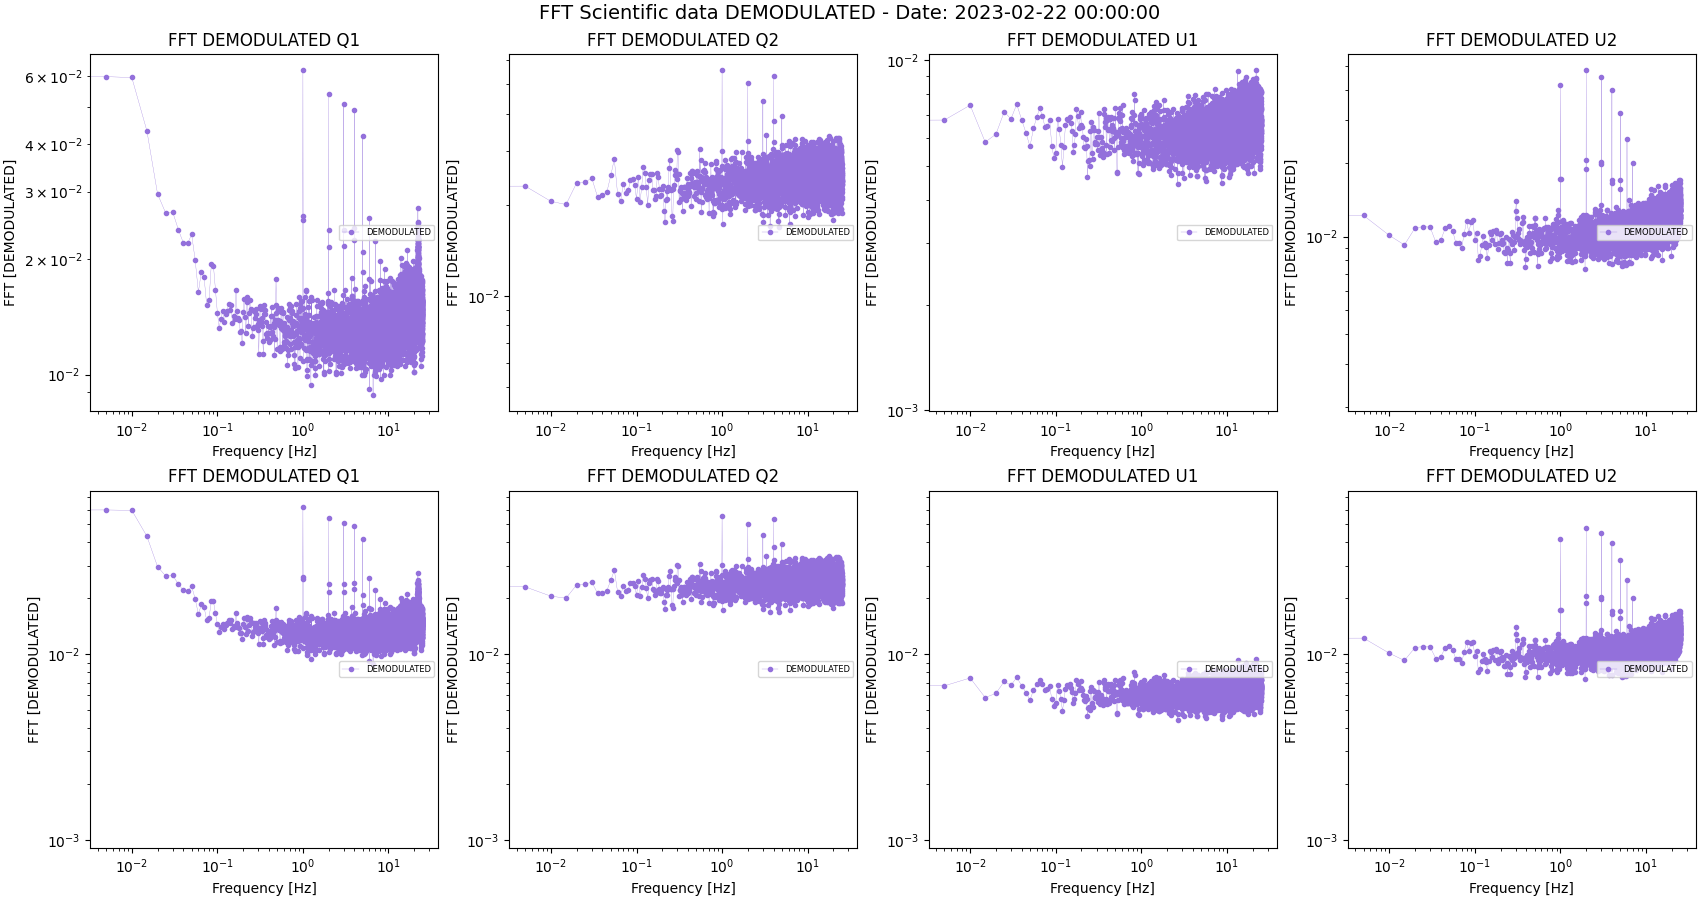 FFT Scientific data DEMODULATED - Date: 2023-02-22 00:00:00
FFT DEMODULATED Q1
FFT [DEMODULATED]
6 × 10⁻²
4 × 10⁻²
3 × 10⁻²
2 × 10⁻²
10⁻²
DEMODULATED
10⁻² 10⁻¹ 10⁰ 10¹
Frequency [Hz]
FFT DEMODULATED Q2
FFT [DEMODULATED]
10⁻²
DEMODULATED
10⁻² 10⁻¹ 10⁰ 10¹
Frequency [Hz]
FFT DEMODULATED U1
FFT [DEMODULATED]
10⁻²
10⁻³
DEMODULATED
10⁻² 10⁻¹ 10⁰ 10¹
Frequency [Hz]
FFT DEMODULATED U2
FFT [DEMODULATED]
10⁻²
DEMODULATED
10⁻² 10⁻¹ 10⁰ 10¹
Frequency [Hz]
FFT DEMODULATED Q1
FFT [DEMODULATED]
10⁻²
10⁻³
DEMODULATED
10⁻² 10⁻¹ 10⁰ 10¹
Frequency [Hz]
FFT DEMODULATED Q2
FFT [DEMODULATED]
10⁻²
10⁻³
DEMODULATED
10⁻² 10⁻¹ 10⁰ 10¹
Frequency [Hz]
FFT DEMODULATED U1
FFT [DEMODULATED]
10⁻²
10⁻³
DEMODULATED
10⁻² 10⁻¹ 10⁰ 10¹
Frequency [Hz]
FFT DEMODULATED U2
FFT [DEMODULATED]
10⁻²
10⁻³
DEMODULATED
10⁻² 10⁻¹ 10⁰ 10¹
Frequency [Hz]